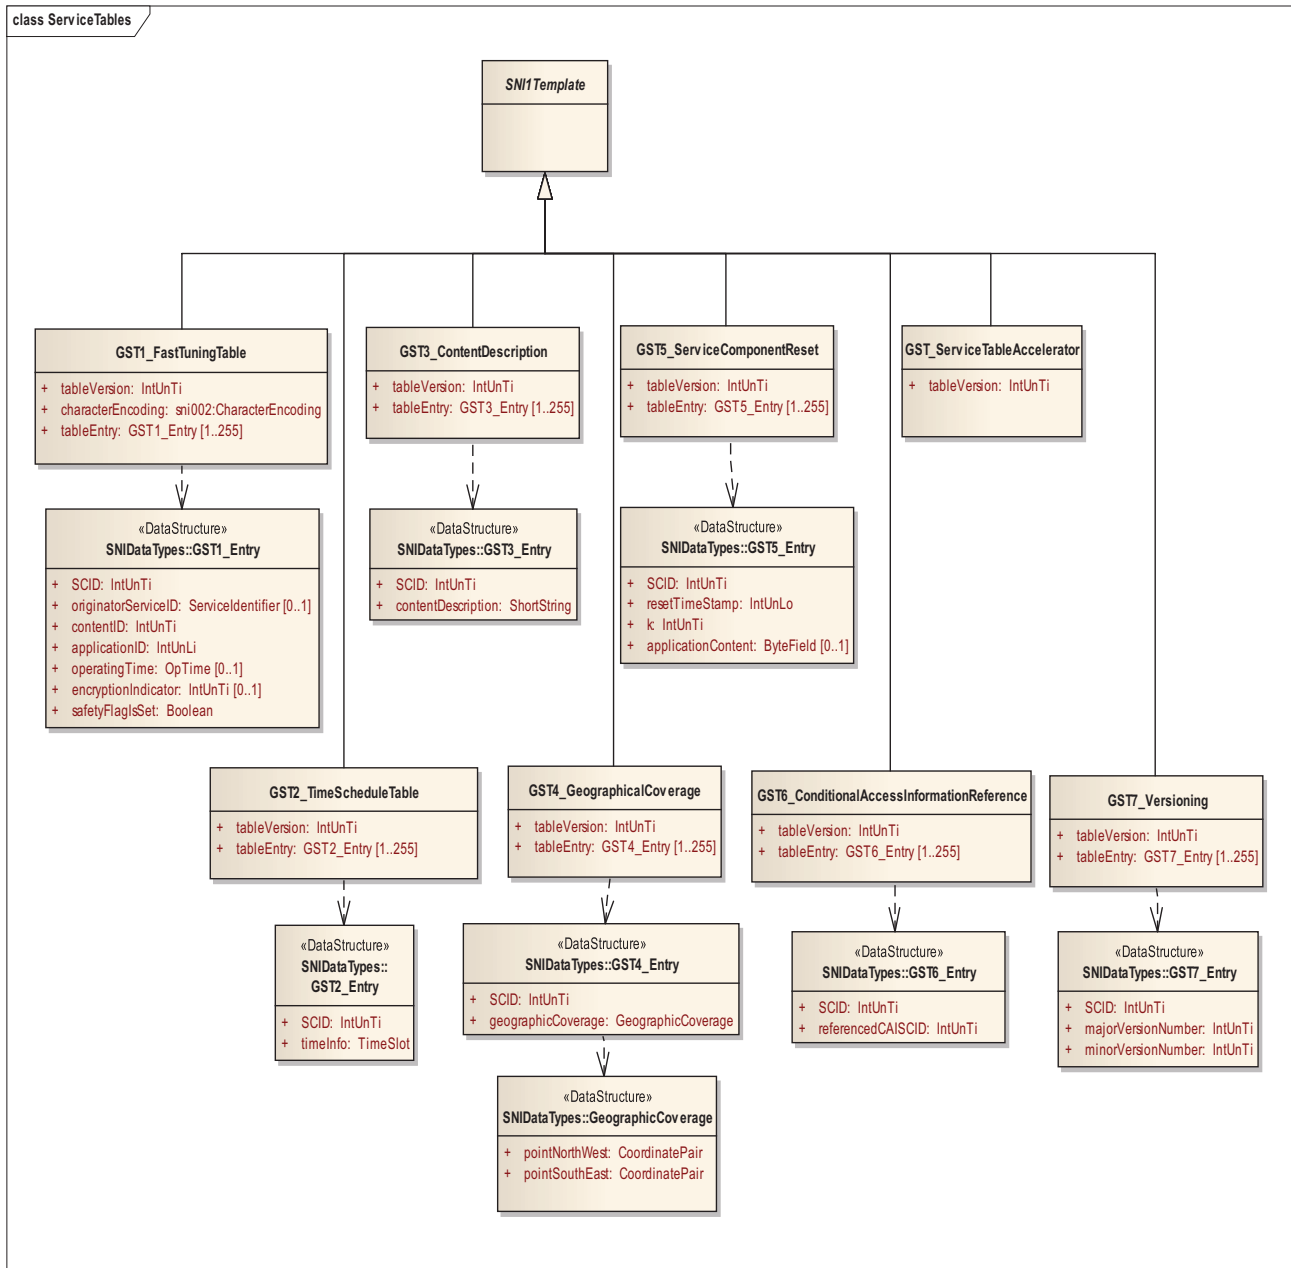 class ServiceTables
SNI1Template
GST1_FastTuningTable
+ tableVersion: IntUnTi
+ characterEncoding: sni002:CharacterEncoding
+ tableEntry: GST1_Entry [1..255]
GST3_ContentDescription
+ tableVersion: IntUnTi
+ tableEntry: GST3_Entry [1..255]
GST5_ServiceComponentReset
+ tableVersion: IntUnTi
+ tableEntry: GST5_Entry [1..255]
GST_ServiceTableAccelerator
+ tableVersion: IntUnTi
«DataStructure»
SNIDataTypes::GST1_Entry
+ SCID: IntUnTi
+ originatorServiceID: ServiceIdentifier [0..1]
+ contentID: IntUnTi
+ applicationID: IntUnLi
+ operatingTime: OpTime [0..1]
+ encryptionIndicator: IntUnTi [0..1]
+ safetyFlagIsSet: Boolean
«DataStructure»
SNIDataTypes::GST3_Entry
+ SCID: IntUnTi
+ contentDescription: ShortString
«DataStructure»
SNIDataTypes::GST5_Entry
+ SCID: IntUnTi
+ resetTimeStamp: IntUnLo
+ k: IntUnTi
+ applicationContent: ByteField [0..1]
GST2_TimeScheduleTable
+ tableVersion: IntUnTi
+ tableEntry: GST2_Entry [1..255]
GST4_GeographicalCoverage
+ tableVersion: IntUnTi
+ tableEntry: GST4_Entry [1..255]
GST6_ConditionalAccessInformationReference
+ tableVersion: IntUnTi
+ tableEntry: GST6_Entry [1..255]
GST7_Versioning
+ tableVersion: IntUnTi
+ tableEntry: GST7_Entry [1..255]
«DataStructure»
SNIDataTypes::
GST2_Entry
+ SCID: IntUnTi
+ timeInfo: TimeSlot
«DataStructure»
SNIDataTypes::GST4_Entry
+ SCID: IntUnTi
+ geographicCoverage: GeographicCoverage
«DataStructure»
SNIDataTypes::GST6_Entry
+ SCID: IntUnTi
+ referencedCAISCID: IntUnTi
«DataStructure»
SNIDataTypes::GST7_Entry
+ SCID: IntUnTi
+ majorVersionNumber: IntUnTi
+ minorVersionNumber: IntUnTi
«DataStructure»
SNIDataTypes::GeographicCoverage
+ pointNorthWest: CoordinatePair
+ pointSouthEast: CoordinatePair